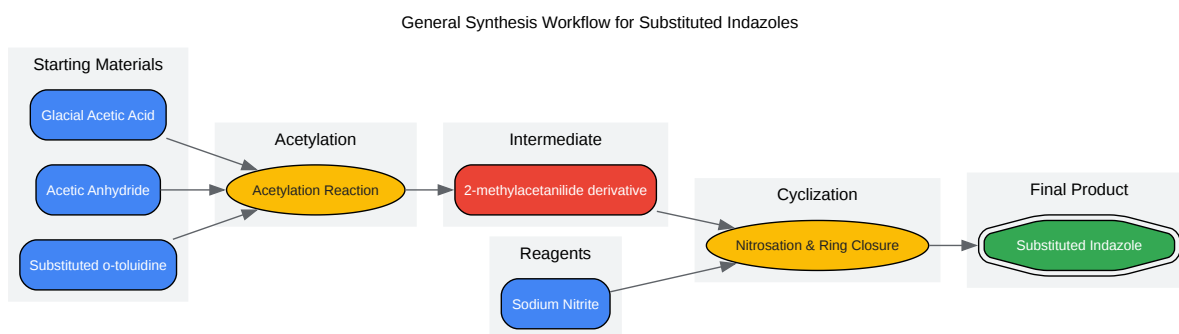 General Synthesis Workflow for Substituted Indazoles
Starting Materials
Glacial Acetic Acid
Acetic Anhydride
Substituted o-toluidine
Acetylation
Acetylation Reaction
Intermediate
2-methylacetanilide derivative
Reagents
Sodium Nitrite
Cyclization
Nitrosation & Ring Closure
Final Product
Substituted Indazole